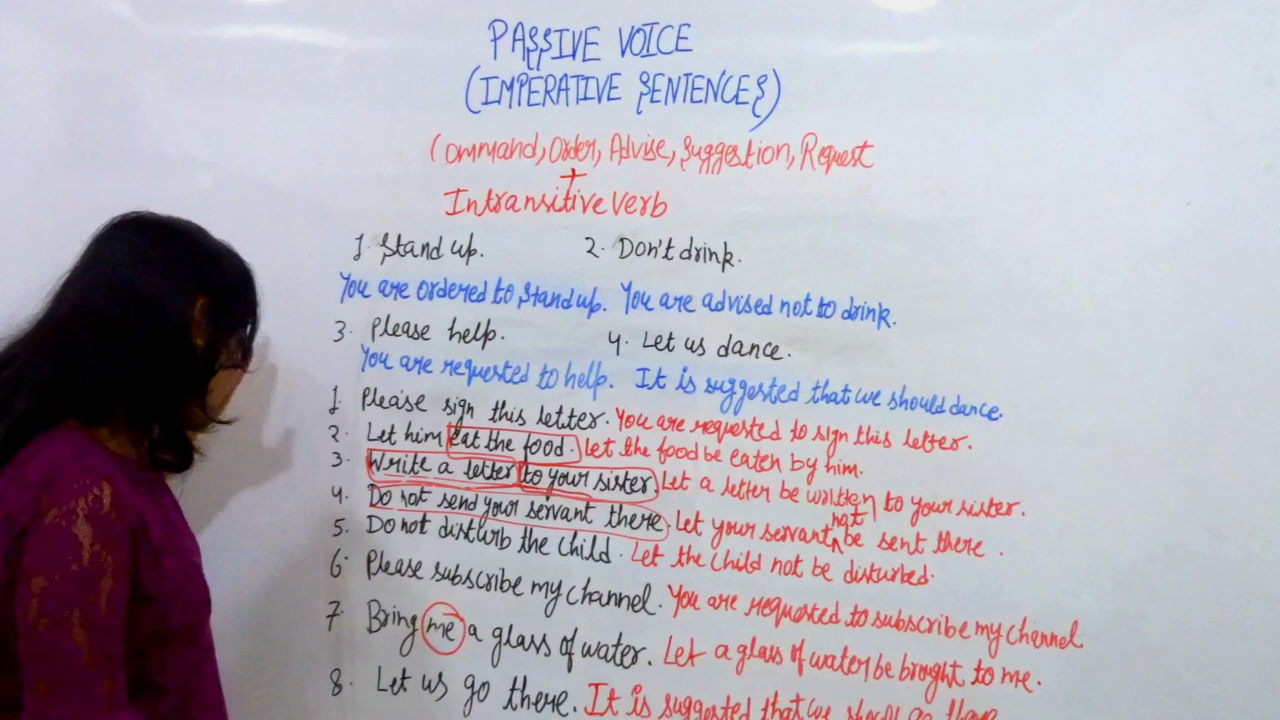 PASSIVE VOICE
(IMPERATIVE SENTENCES)
Command, Order, Advise, Suggestion, Request
+
Intransitive Verb
1. Stand up. 2. Don't drink.
You are ordered to stand up. You are advised not to drink.
3. Please help. 4. Let us dance.
You are requested to help. It is suggested that we should dance.
1. Please sign this letter. You are requested to sign this letter.
2. Let him eat the food. Let the food be eaten by him.
3. Write a letter to your sister. Let a letter be written to your sister.
4. Do not send your servant there. Let your servant not be sent there.
5. Do not disturb the child. Let the child not be disturbed.
6. Please subscribe my channel. You are requested to subscribe my channel
7. Bring me a glass of water. Let a glass of water be brought to me.
8. Let us go there. It is suggested that we should go there